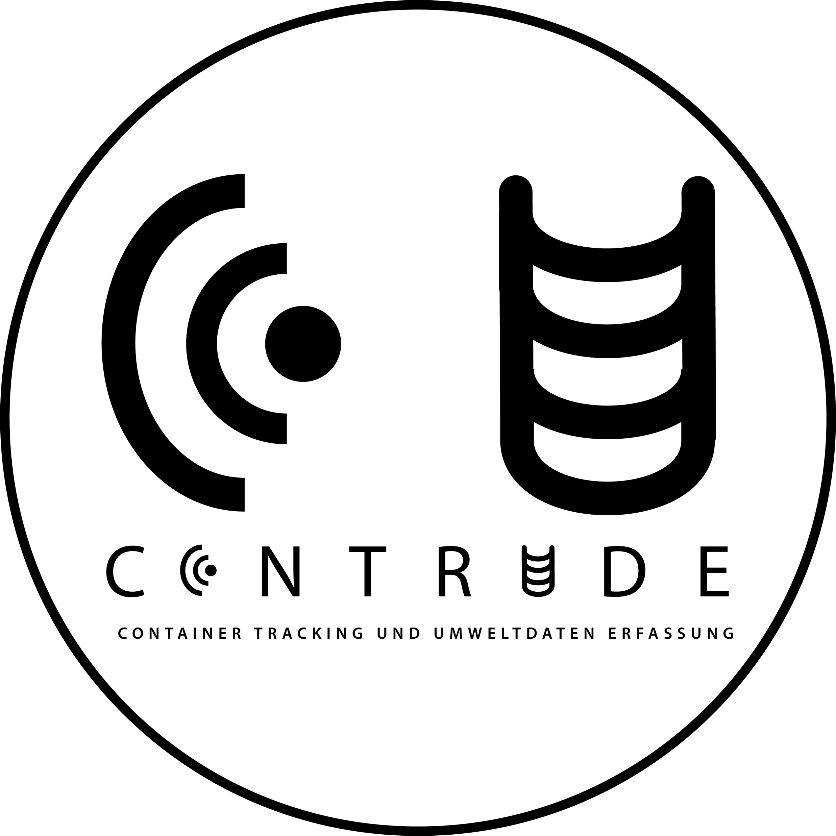 CONTRUDE
CONTAINER TRACKING UND UMWELTDATEN ERFASSUNG